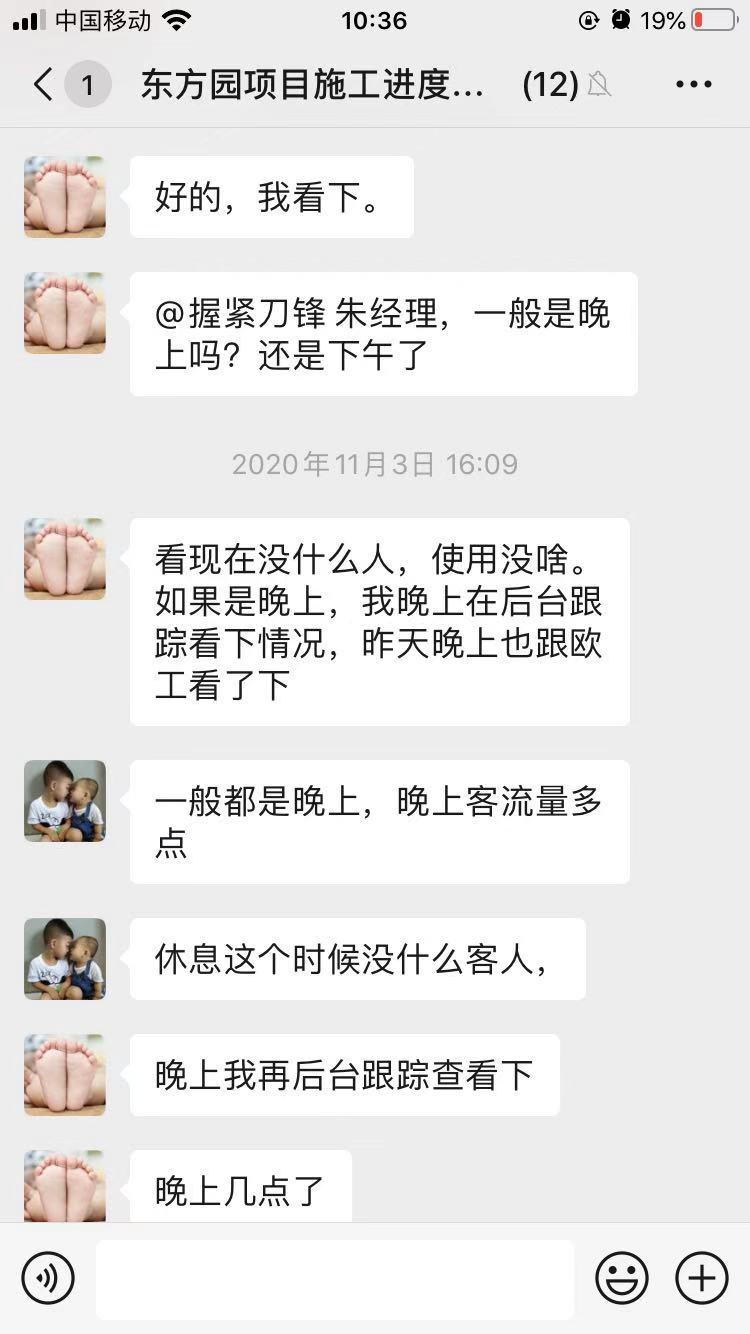 中国移动 10:36 19%
1 东方园项目施工进度... (12)
好的，我看下。
@握紧刀锋 朱经理，一般是晚
上吗？还是下午了
2020年11月3日 16:09
看现在没什么人，使用没啥。
如果是晚上，我晚上在后台跟
踪看下情况，昨天晚上也跟欧
工看了下
一般都是晚上，晚上客流量多
点
休息这个时候没什么客人，
晚上我再后台跟踪查看下
晚上几点了